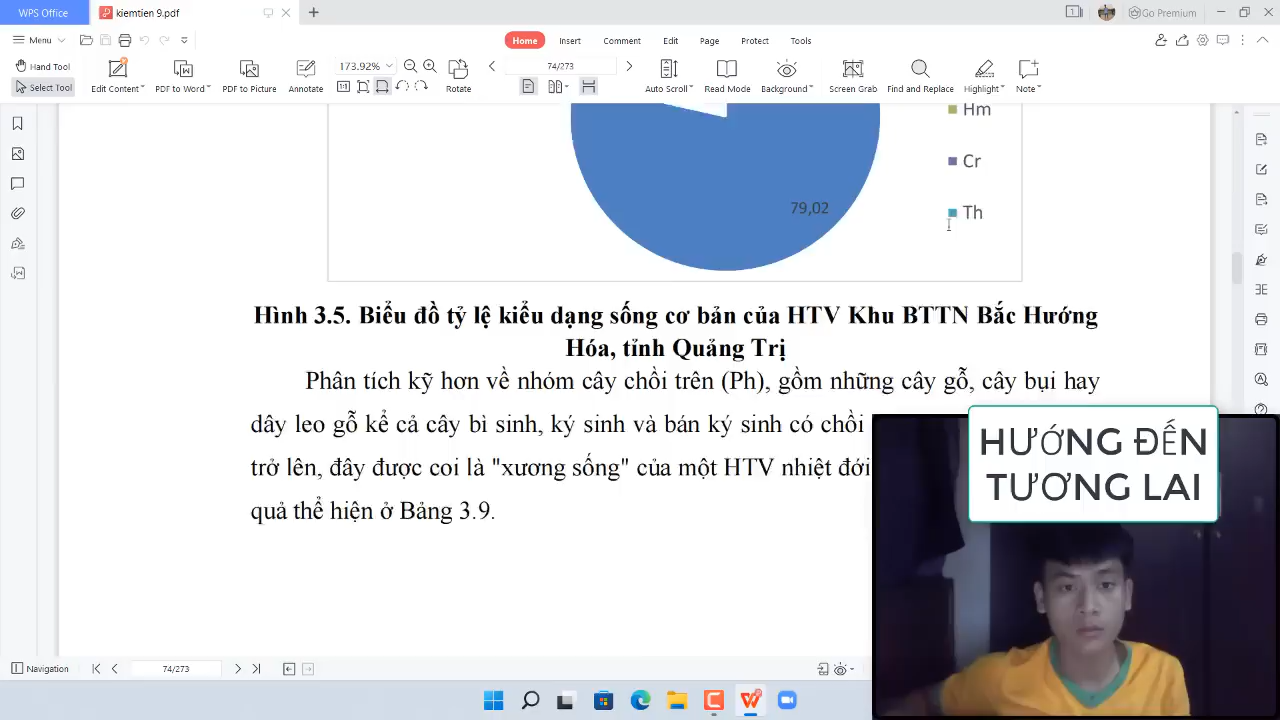 WPS Office
kiemtien 9.pdf
1
Go Premium
Menu
Home
Insert
Comment
Edit
Page
Protect
Tools
Hand Tool
Select Tool
Edit Content
PDF to Word
PDF to Picture
Annotate
173.92%
Rotate
74/273
Auto Scroll
Read Mode
Background
Screen Grab
Find and Replace
Highlight
Note
Hm
Cr
Th
79,02
Hình 3.5. Biểu đồ tỷ lệ kiểu dạng sống cơ bản của HTV Khu BTTN Bắc Hướng
Hóa, tỉnh Quảng Trị
Phân tích kỹ hơn về nhóm cây chồi trên (Ph), gồm những cây gỗ, cây bụi hay
dây leo gỗ kể cả cây bì sinh, ký sinh và bán ký sinh có chồi
trở lên, đây được coi là "xương sống" của một HTV nhiệt đới
quả thể hiện ở Bảng 3.9.
HƯỚNG ĐẾN
TƯƠNG LAI
Navigation
74/273